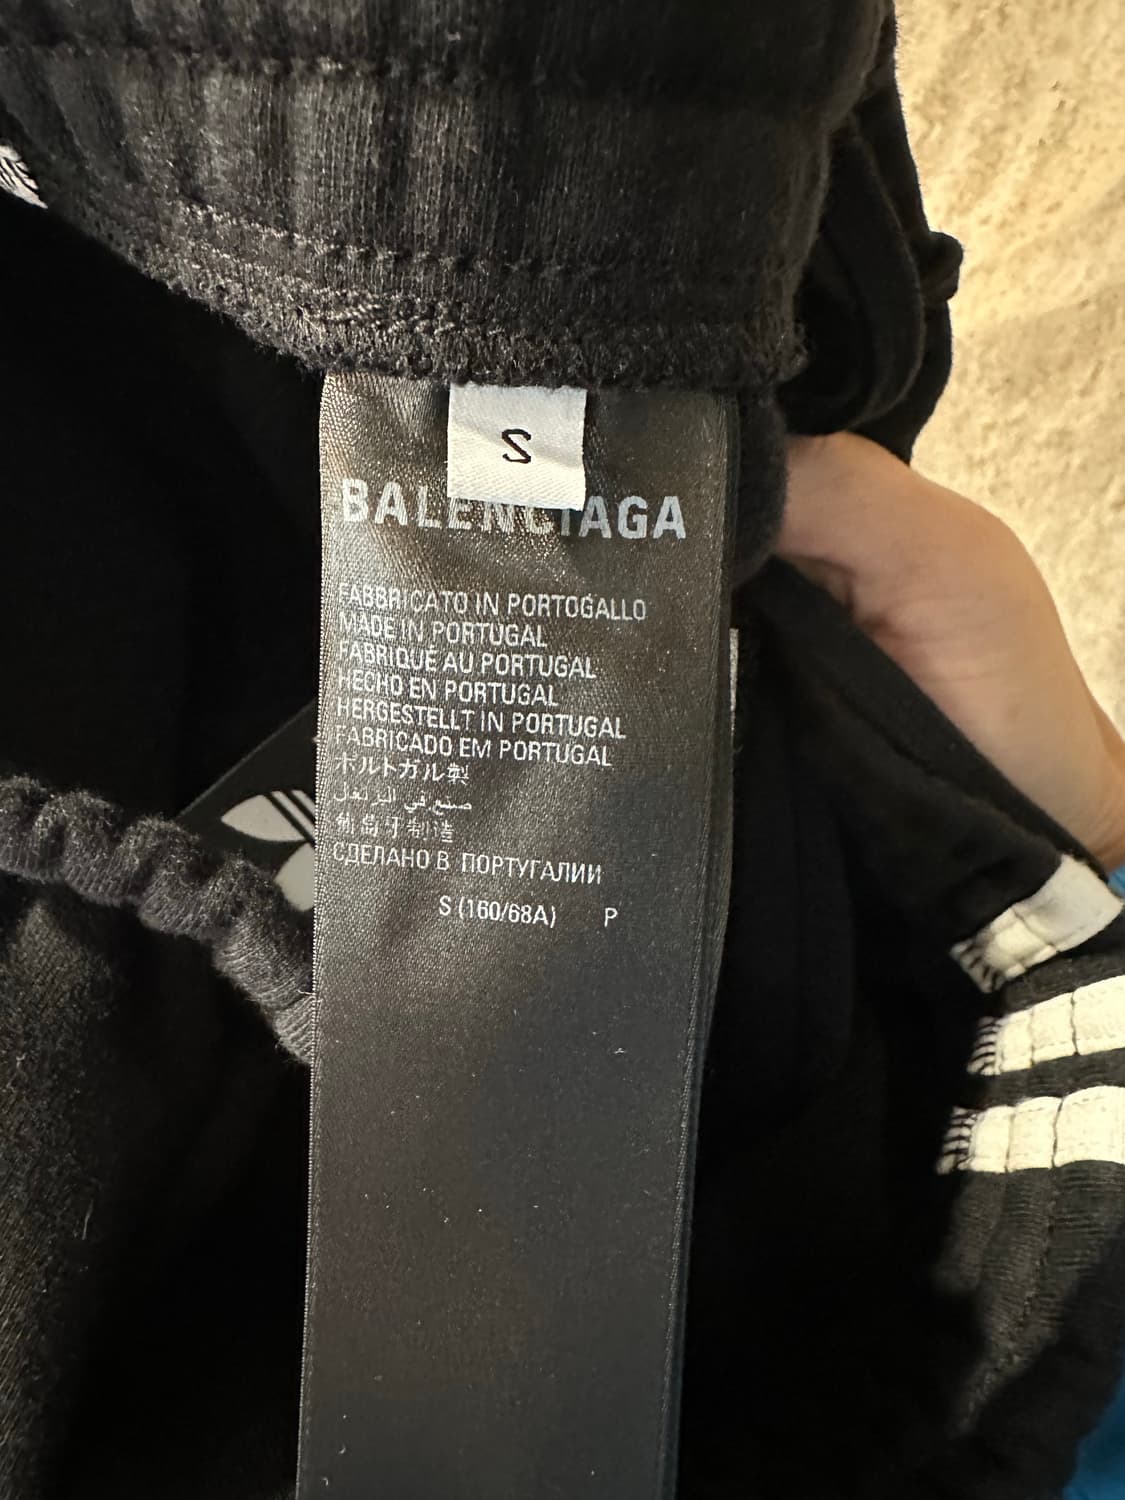 S
BALENCIAGA
FABBRICATO IN PORTOGALLO
MADE IN PORTUGAL
FABRIQUÉ AU PORTUGAL
HECHO EN PORTUGAL
HERGESTELLT IN PORTUGAL
FABRICADO EM PORTUGAL
ポルトガル製
صنع في البرتغال
葡萄牙制造
СДЕЛАНО В ПОРТУГАЛИИ
S (160/68A) P